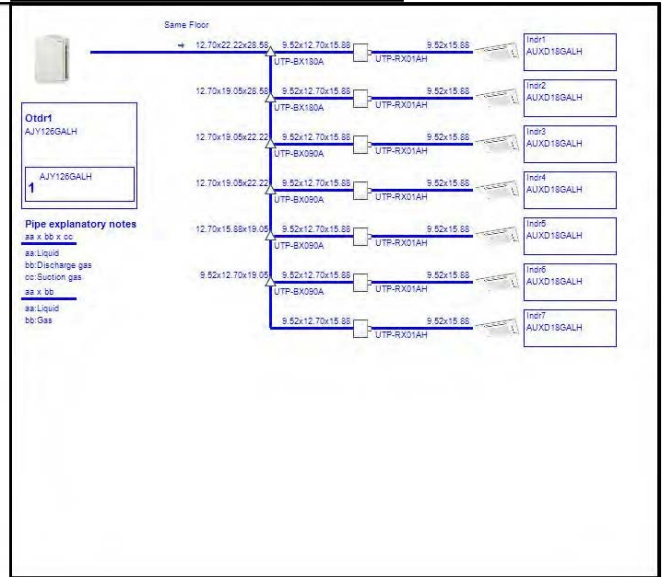 Same Floor
⇒ 12.70x22.22x28.58
9.52x12.70x15.88
9.52x15.88
UTP-BX180A
UTP-RX01AH
Indr1
AUXD18GALH
12.70x19.05x28.58
9.52x12.70x15.88
9.52x15.88
UTP-BX180A
UTP-RX01AH
Indr2
AUXD18GALH
Otdr1
AJY126GALH
12.70x19.05x22.22
9.52x12.70x15.88
9.52x15.88
UTP-BX090A
UTP-RX01AH
Indr3
AUXD18GALH
AJY126GALH
1
12.70x19.05x22.22
9.52x12.70x15.88
9.52x15.88
UTP-BX090A
UTP-RX01AH
Indr4
AUXD18GALH
Pipe explanatory notes
aa x bb x cc
aa:Liquid
bb:Discharge gas
cc:Suction gas
aa x bb
aa:Liquid
bb:Gas
12.70x15.88x19.05
9.52x12.70x15.88
9.52x15.88
UTP-BX090A
UTP-RX01AH
Indr5
AUXD18GALH
9.52x12.70x19.05
9.52x12.70x15.88
9.52x15.88
UTP-BX090A
UTP-RX01AH
Indr6
AUXD18GALH
9.52x12.70x15.88
9.52x15.88
UTP-RX01AH
Indr7
AUXD18GALH